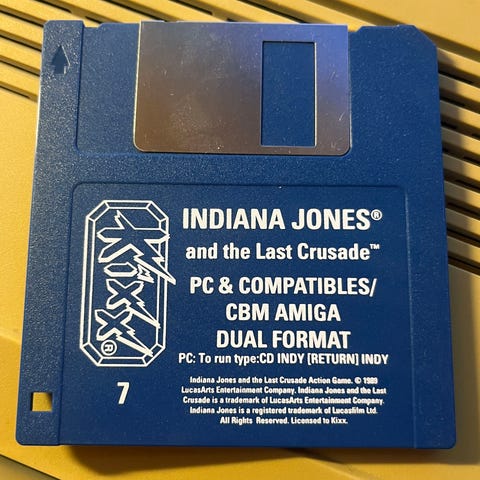 KIXX®
INDIANA JONES®
and the Last Crusade™
PC & COMPATIBLES/
CBM AMIGA
DUAL FORMAT
PC: To run type:CD INDY [RETURN] INDY
Indiana Jones and the Last Crusade Action Game. © 1989
LucasArts Entertainment Company. Indiana Jones and the Last
Crusade is a trademark of LucasArts Entertainment Company.
Indiana Jones is a registered trademark of Lucasfilm Ltd.
All Rights Reserved. Licensed to Kixx.
7